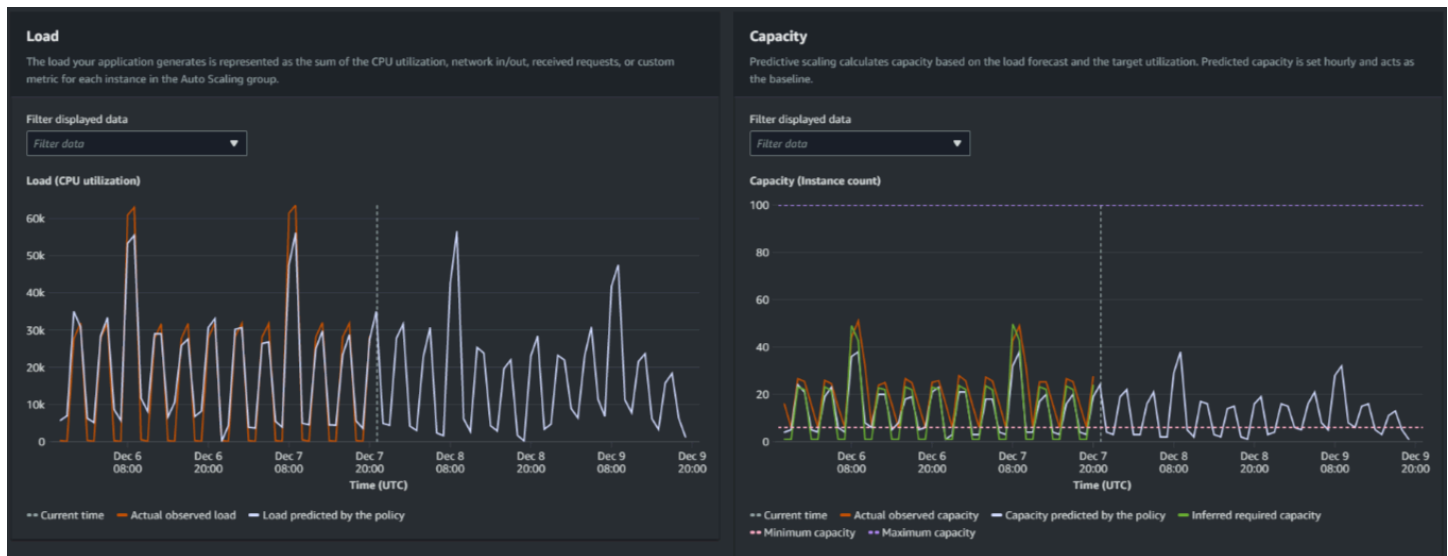 Load
The load your application generates is represented as the sum of the CPU utilization, network in/out, received requests, or custom
metric for each instance in the Auto Scaling group.
Filter displayed data
Filter data
Load (CPU utilization)
60k
50k
40k
30k
20k
10k
0
Dec 6 Dec 6 Dec 7 Dec 7 Dec 8 Dec 8 Dec 9 Dec 9
08:00 20:00 08:00 20:00 08:00 20:00 08:00 20:00
Time (UTC)
Current time Actual observed load Load predicted by the policy
Capacity
Predictive scaling calculates capacity based on the load forecast and the target utilization. Predicted capacity is set hourly and acts as
the baseline.
Filter displayed data
Filter data
Capacity (Instance count)
100
80
60
40
20
0
Dec 6 Dec 6 Dec 7 Dec 7 Dec 8 Dec 8 Dec 9 Dec 9
08:00 20:00 08:00 20:00 08:00 20:00 08:00 20:00
Time (UTC)
Current time Actual observed capacity Capacity predicted by the policy Inferred required capacity
Minimum capacity Maximum capacity